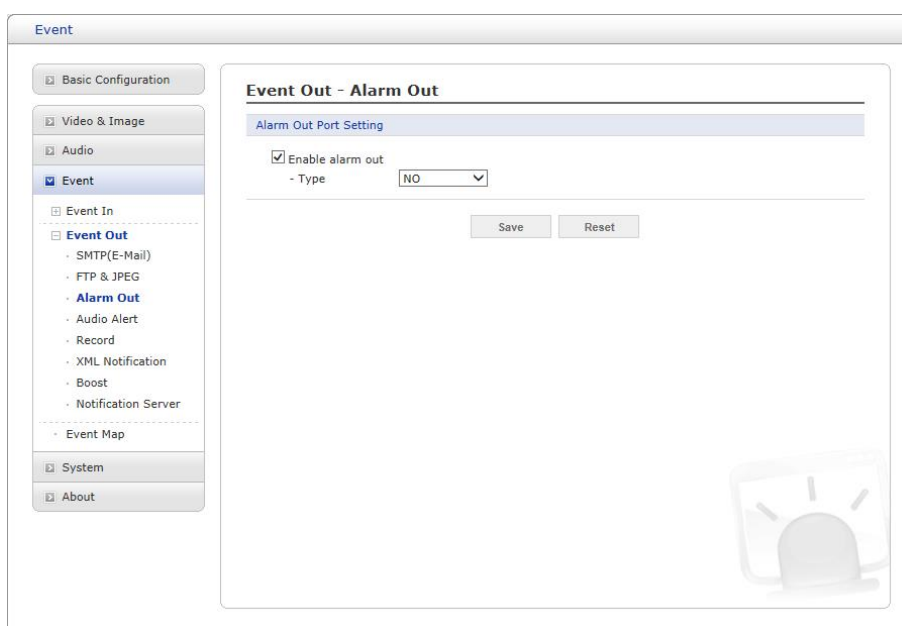 Event
Basic Configuration
Video & Image
Audio
Event
Event In
Event Out
SMTP(E-Mail)
FTP & JPEG
Alarm Out
Audio Alert
Record
XML Notification
Boost
Notification Server
Event Map
System
About
Event Out - Alarm Out
Alarm Out Port Setting
Enable alarm out
- Type NO
Save Reset